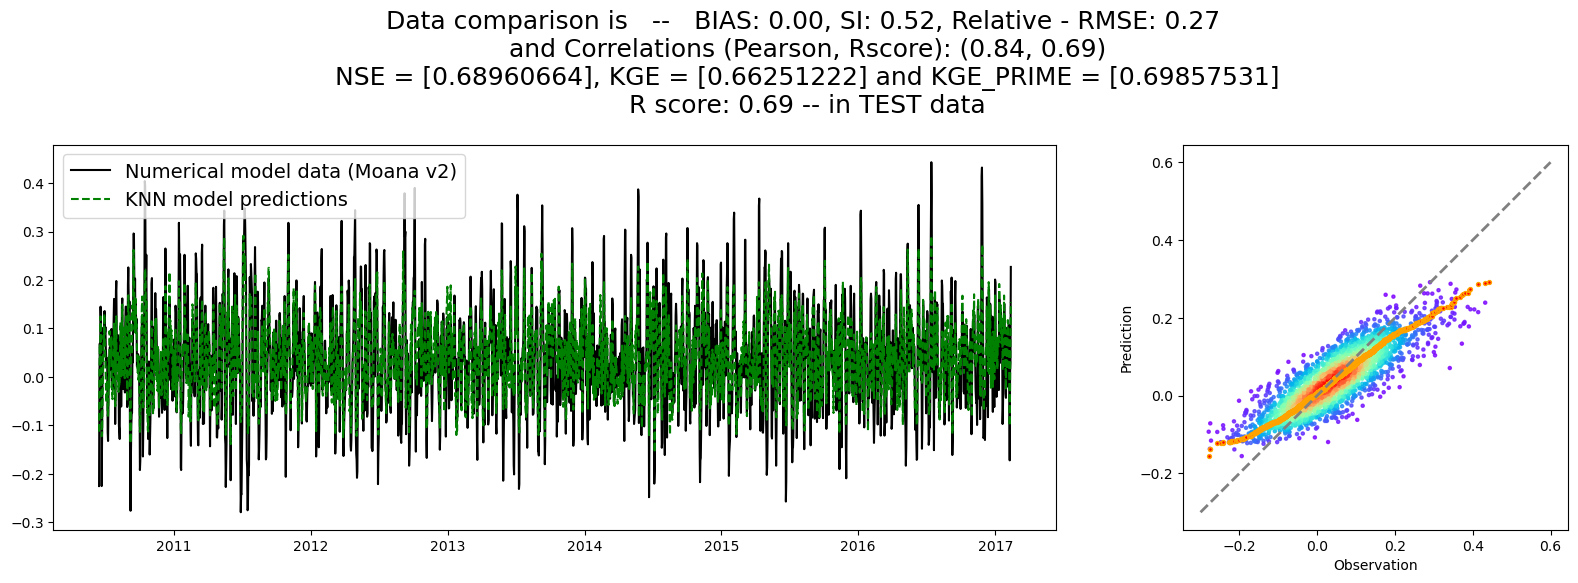 Data comparison is -- BIAS: 0.00, SI: 0.52, Relative - RMSE: 0.27
and Correlations (Pearson, Rscore): (0.84, 0.69)
NSE = [0.68960664], KGE = [0.66251222] and KGE_PRIME = [0.69857531]
R score: 0.69 -- in TEST data
Numerical model data (Moana v2)
KNN model predictions
0.4
0.3
0.2
0.1
0.0
−0.1
−0.2
−0.3
2011 2012 2013 2014 2015 2016 2017
Prediction
0.6
0.4
0.2
0.0
−0.2
−0.2 0.0 0.2 0.4 0.6
Observation